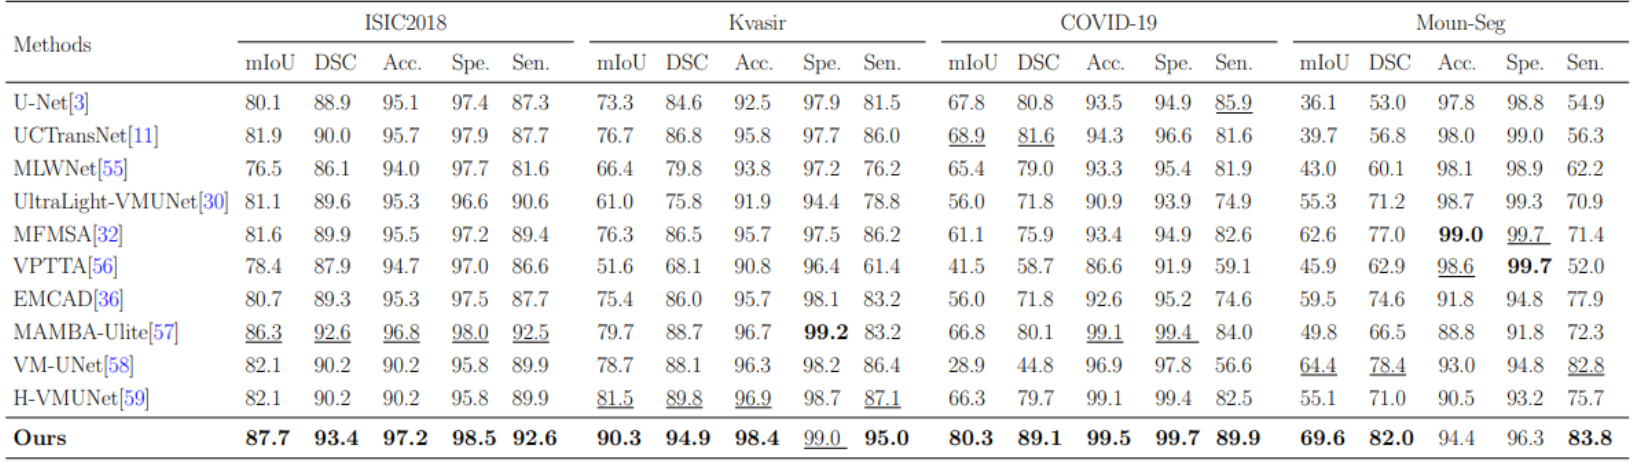 ISIC2018 Kvasir COVID-19 Moun-Seg
Methods
mIoU DSC Acc. Spe. Sen. mIoU DSC Acc. Spe. Sen. mIoU DSC Acc. Spe. Sen. mIoU DSC Acc. Spe. Sen.
U-Net[3] 80.1 88.9 95.1 97.4 87.3 73.3 84.6 92.5 97.9 81.5 67.8 80.8 93.5 94.9 85.9 36.1 53.0 97.8 98.8 54.9
UCTransNet[11] 81.9 90.0 95.7 97.9 87.7 76.7 86.8 95.8 97.7 86.0 68.9 81.6 94.3 96.6 81.6 39.7 56.8 98.0 99.0 56.3
MLWNet[55] 76.5 86.1 94.0 97.7 81.6 66.4 79.8 93.8 97.2 76.2 65.4 79.0 93.3 95.4 81.9 43.0 60.1 98.1 98.9 62.2
UltraLight-VMUNet[30] 81.1 89.6 95.3 96.6 90.6 61.0 75.8 91.9 94.4 78.8 56.0 71.8 90.9 93.9 74.9 55.3 71.2 98.7 99.3 70.9
MFMSA[32] 81.6 89.9 95.5 97.2 89.4 76.3 86.5 95.7 97.5 86.2 61.1 75.9 93.4 94.9 82.6 62.6 77.0 99.0 99.7 71.4
VPTTA[56] 78.4 87.9 94.7 97.0 86.6 51.6 68.1 90.8 96.4 61.4 41.5 58.7 86.6 91.9 59.1 45.9 62.9 98.6 99.7 52.0
EMCAD[36] 80.7 89.3 95.3 97.5 87.7 75.4 86.0 95.7 98.1 83.2 56.0 71.8 92.6 95.2 74.6 59.5 74.6 91.8 94.8 77.9
MAMBA-Ulite[57] 86.3 92.6 96.8 98.0 92.5 79.7 88.7 96.7 99.2 83.2 66.8 80.1 99.1 99.4 84.0 49.8 66.5 88.8 91.8 72.3
VM-UNet[58] 82.1 90.2 90.2 95.8 89.9 78.7 88.1 96.3 98.2 86.4 28.9 44.8 96.9 97.8 56.6 64.4 78.4 93.0 94.8 82.8
H-VMUNet[59] 82.1 90.2 90.2 95.8 89.9 81.5 89.8 96.9 98.7 87.1 66.3 79.7 99.1 99.4 82.5 55.1 71.0 90.5 93.2 75.7
Ours 87.7 93.4 97.2 98.5 92.6 90.3 94.9 98.4 99.0 95.0 80.3 89.1 99.5 99.7 89.9 69.6 82.0 94.4 96.3 83.8